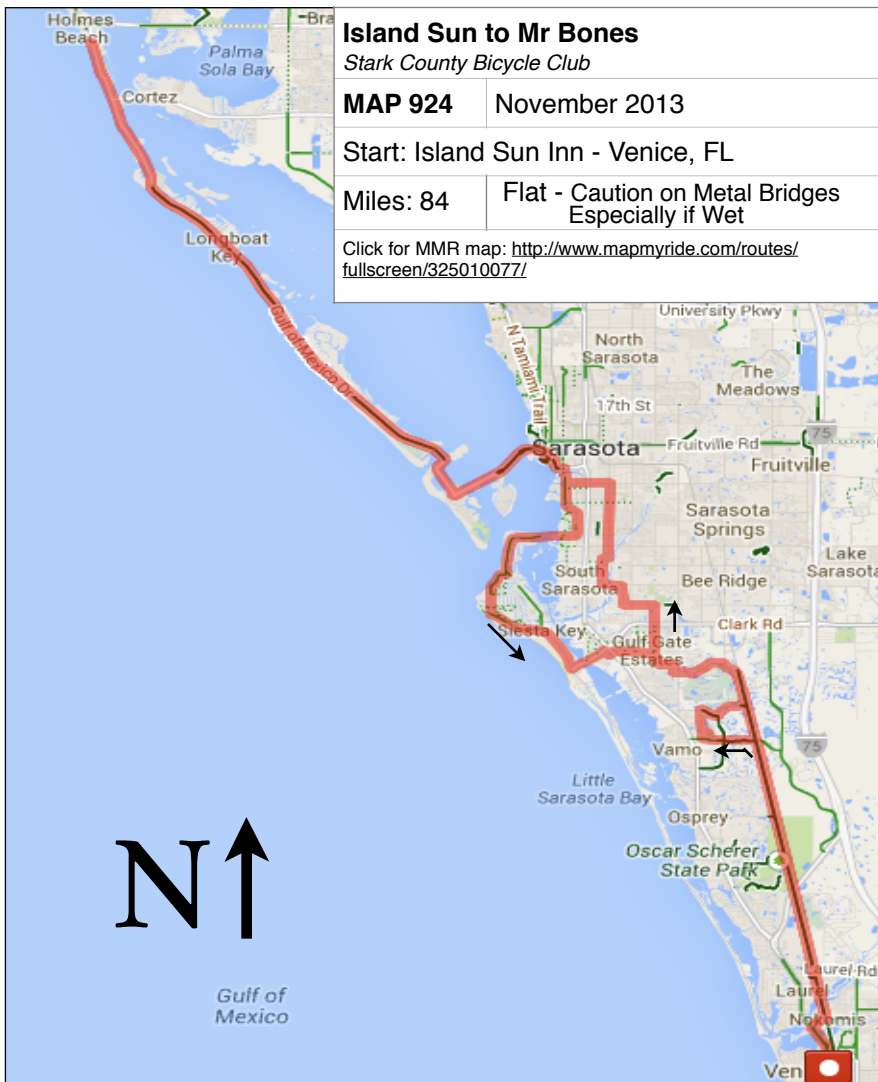 Holmes
Beach
Bra
Palma
Sola Bay
Cortez
Island Sun to Mr Bones
Stark County Bicycle Club
MAP 924 November 2013
Start: Island Sun Inn - Venice, FL
Miles: 84 Flat - Caution on Metal Bridges
Especially if Wet
Click for MMR map: http://www.mapmyride.com/routes/
fullscreen/325010077/
Longboat
Key
Gulf of Mexico Dr
University Pkwy
N Tamiami Trail
North
Sarasota
The
Meadows
17th St
75
Sarasota
Fruitville Rd
Fruitville
Sarasota
Springs
Lake
Sarasota
South
Sarasota
Bee Ridge
Siesta Key
Clark Rd
Gulf Gate
Estates
Vamo
75
Little
Sarasota Bay
Osprey
Oscar Scherer
State Park
N
Laurel Rd
Laurel
Gulf of
Mexico
Nokomis
Ven